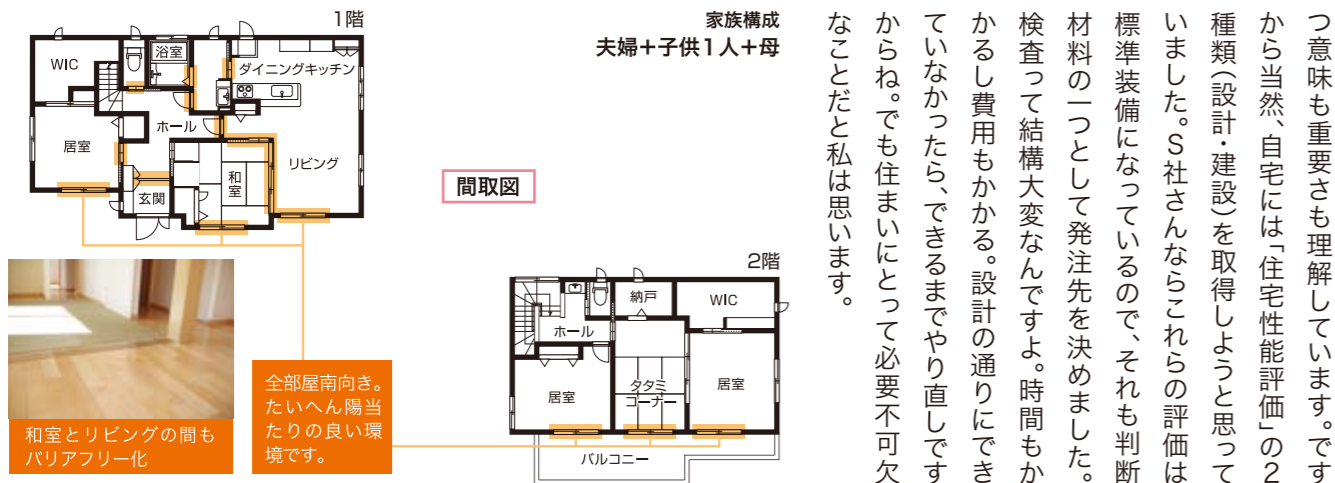 つ意味も重要さも理解しています。です
から当然、自宅には「住宅性能評価」の2
種類(設計・建設)を取得しようと思って
いました。S社さんならこれらの評価は
標準装備になっているので、それも判断
材料の一つとして発注先を決めました。
検査って結構大変なんですよ。時間もか
かるし費用もかかる。設計の通りにでき
ていなかったら、できるまでやり直しです
からね。でも住まいにとって必要不可欠
なことだと私は思います。
家族構成
夫婦+子供1人+母
間取図
1階
WIC
浴室
ダイニングキッチン
ホール
居室
和室
リビング
玄関
和室とリビングの間も
バリアフリー化
全部屋南向き。
たいへん陽当
たりの良い環
境です。
2階
納戸
WIC
ホール
居室
タタミ
コーナー
居室
バルコニー